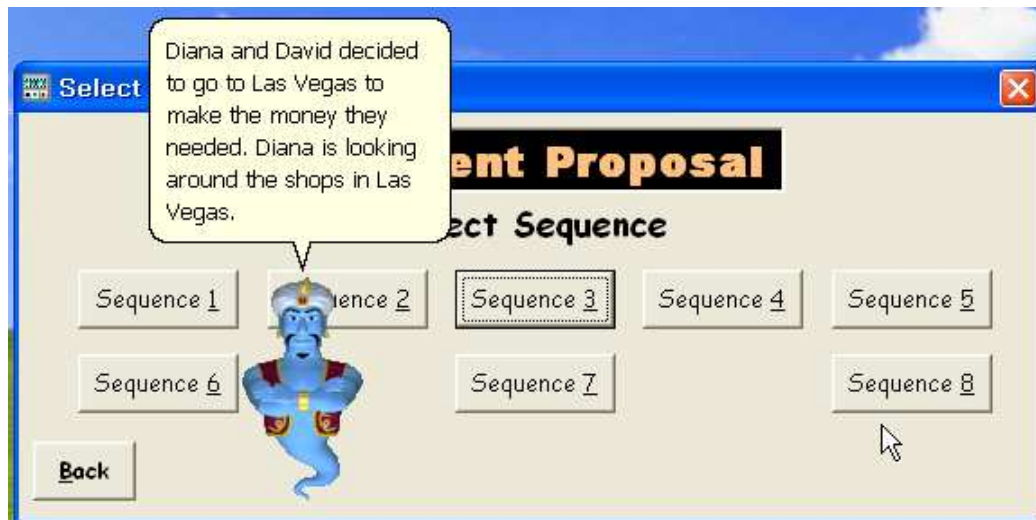 Diana and David decided
to go to Las Vegas to
make the money they
needed. Diana is looking
around the shops in Las
Vegas.
Select
ent Proposal
ect Sequence
Sequence 1
ence 2
Sequence 3
Sequence 4
Sequence 5
Sequence 6
Sequence 7
Sequence 8
Back